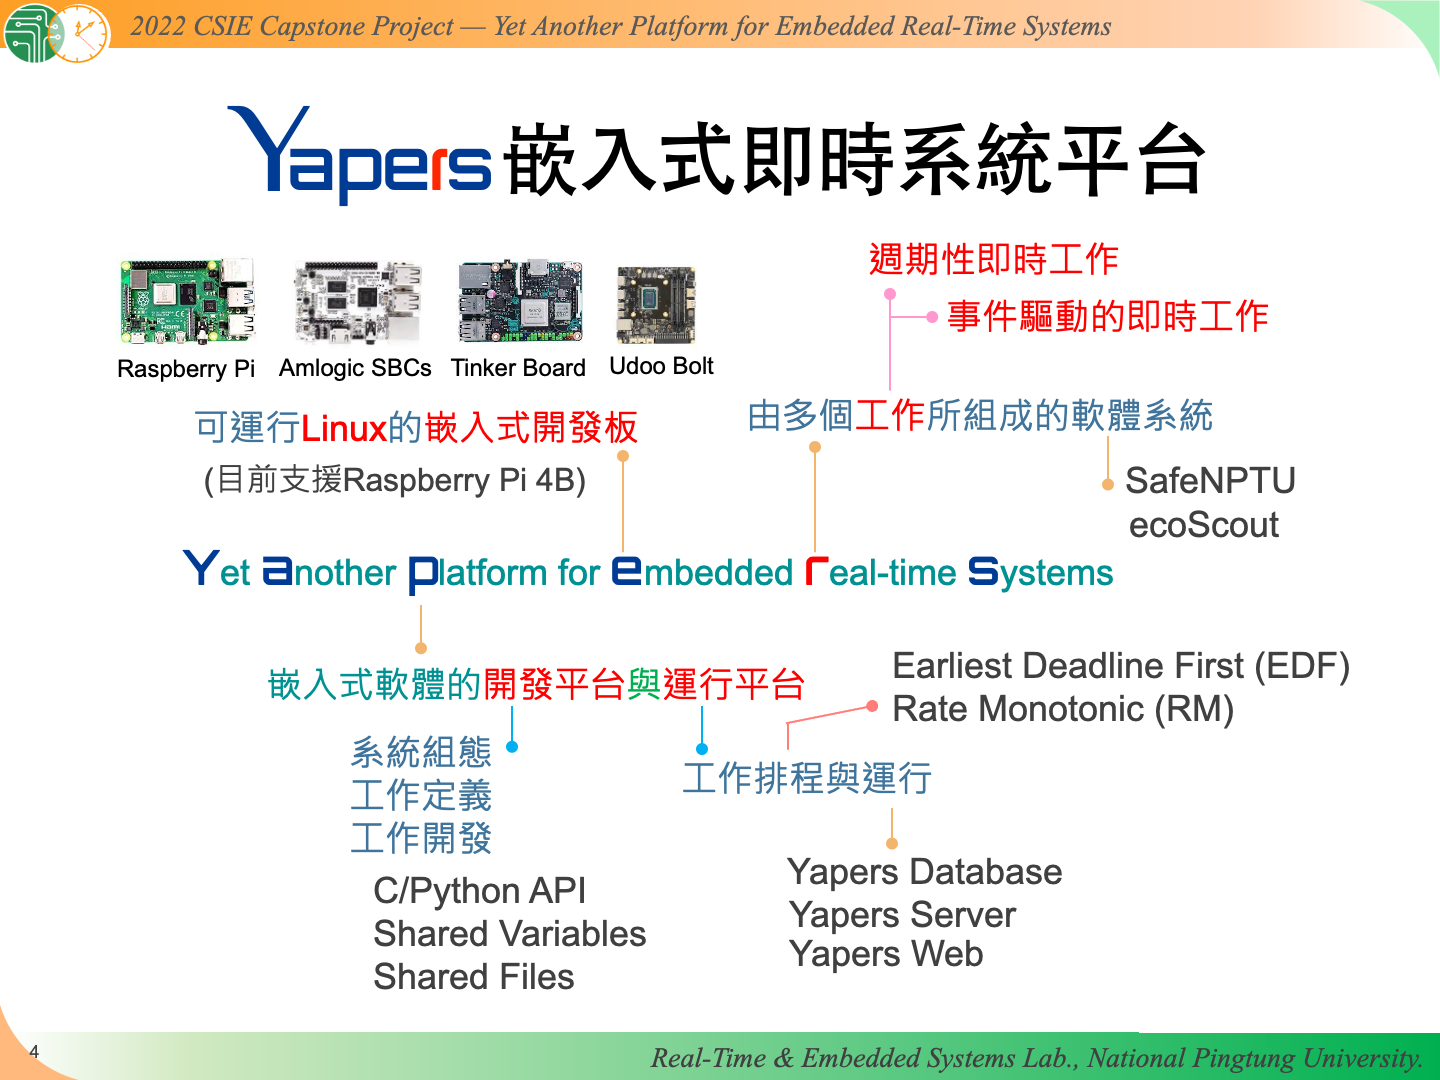 2022 CSIE Capstone Project — Yet Another Platform for Embedded Real-Time Systems
Yapers 嵌入式即時系統平台
週期性即時工作
事件驅動的即時工作
Raspberry Pi
Amlogic SBCs
Tinker Board
Udoo Bolt
可運行Linux的嵌入式開發板
(目前支援Raspberry Pi 4B)
由多個工作所組成的軟體系統
SafeNPTU
ecoScout
Yet another platform for embedded real-time systems
嵌入式軟體的開發平台與運行平台
Earliest Deadline First (EDF)
Rate Monotonic (RM)
系統組態
工作定義
工作開發
工作排程與運行
C/Python API
Shared Variables
Shared Files
Yapers Database
Yapers Server
Yapers Web
4
Real-Time & Embedded Systems Lab., National Pingtung University.